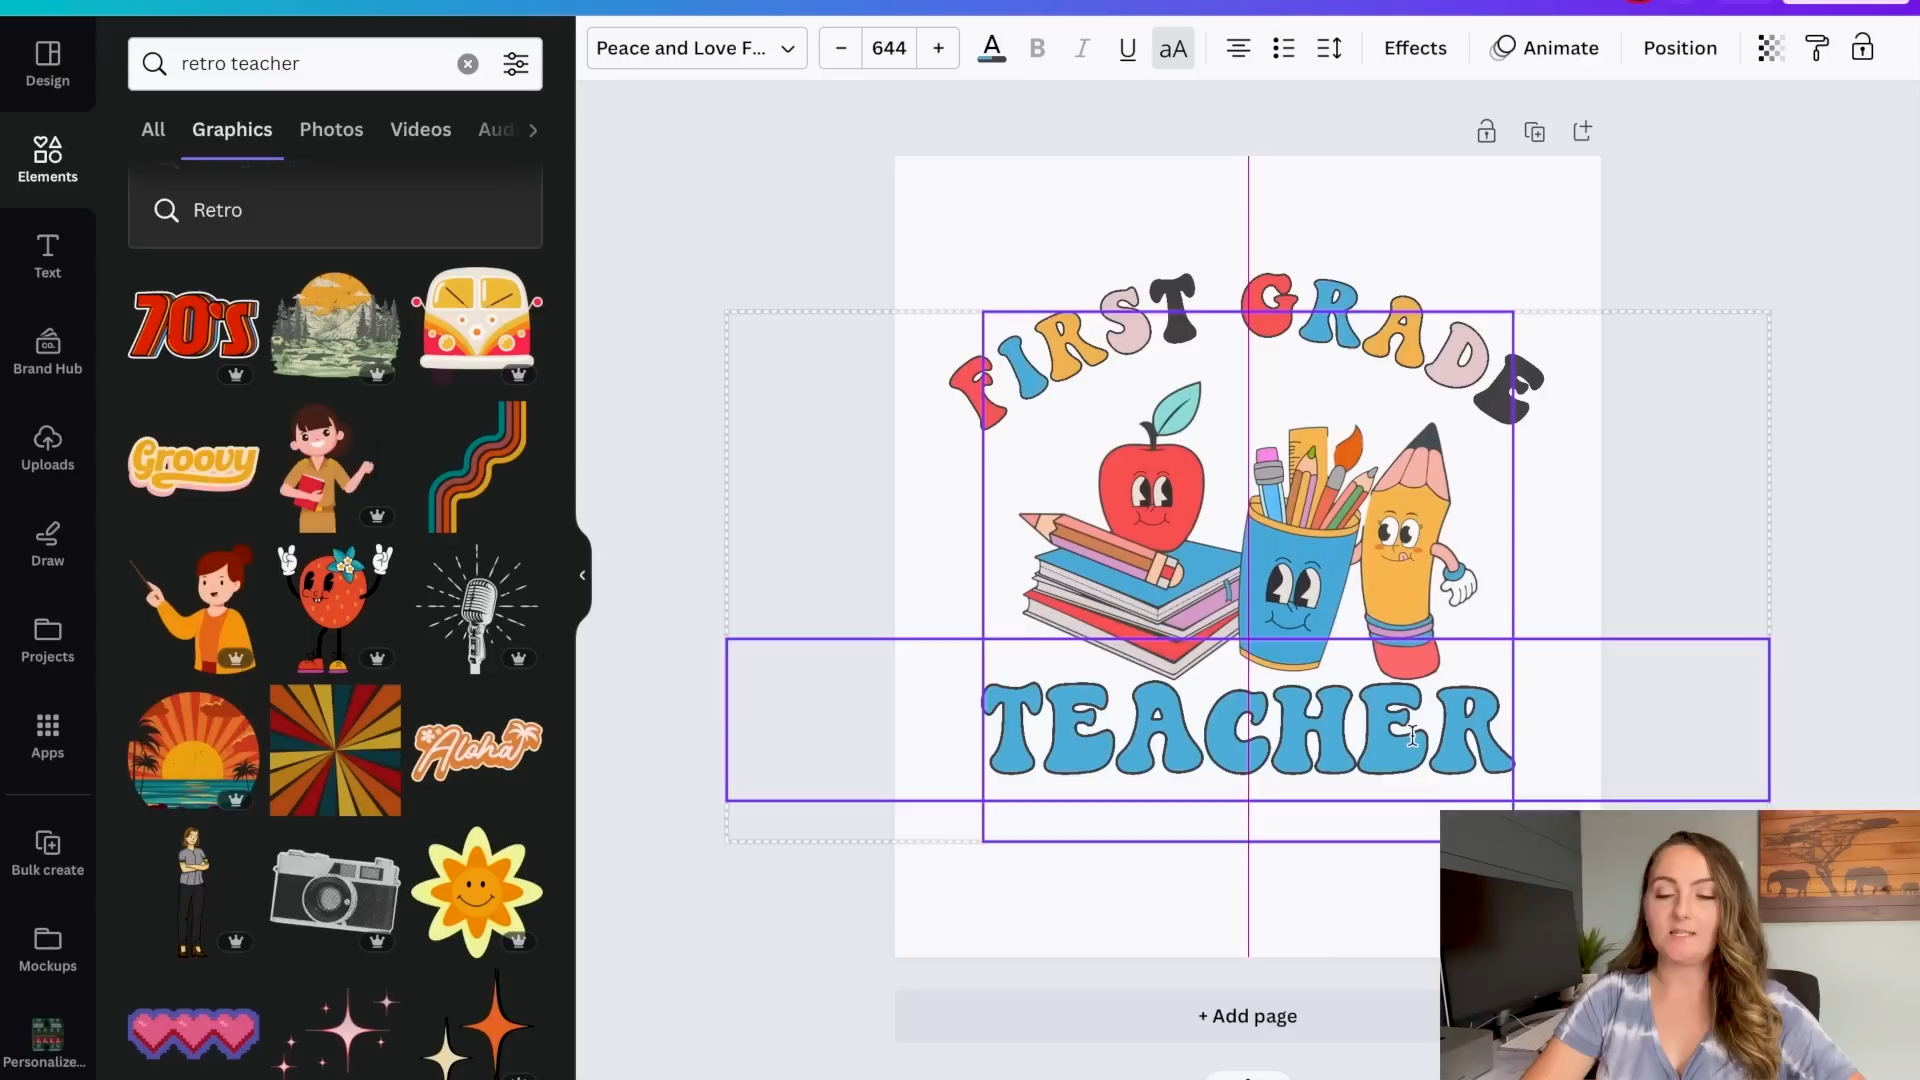 Design
Elements
Text
Brand Hub
CO.
Uploads
Draw
Projects
Apps
Bulk create
Mockups
Personalize...
retro teacher
All Graphics Photos Videos Aud
Retro
70's
Groovy
Aloha
Peace and Love F... – 644 + A B I U aA Effects Animate Position
FIRST GRADE
TEACHER
+ Add page